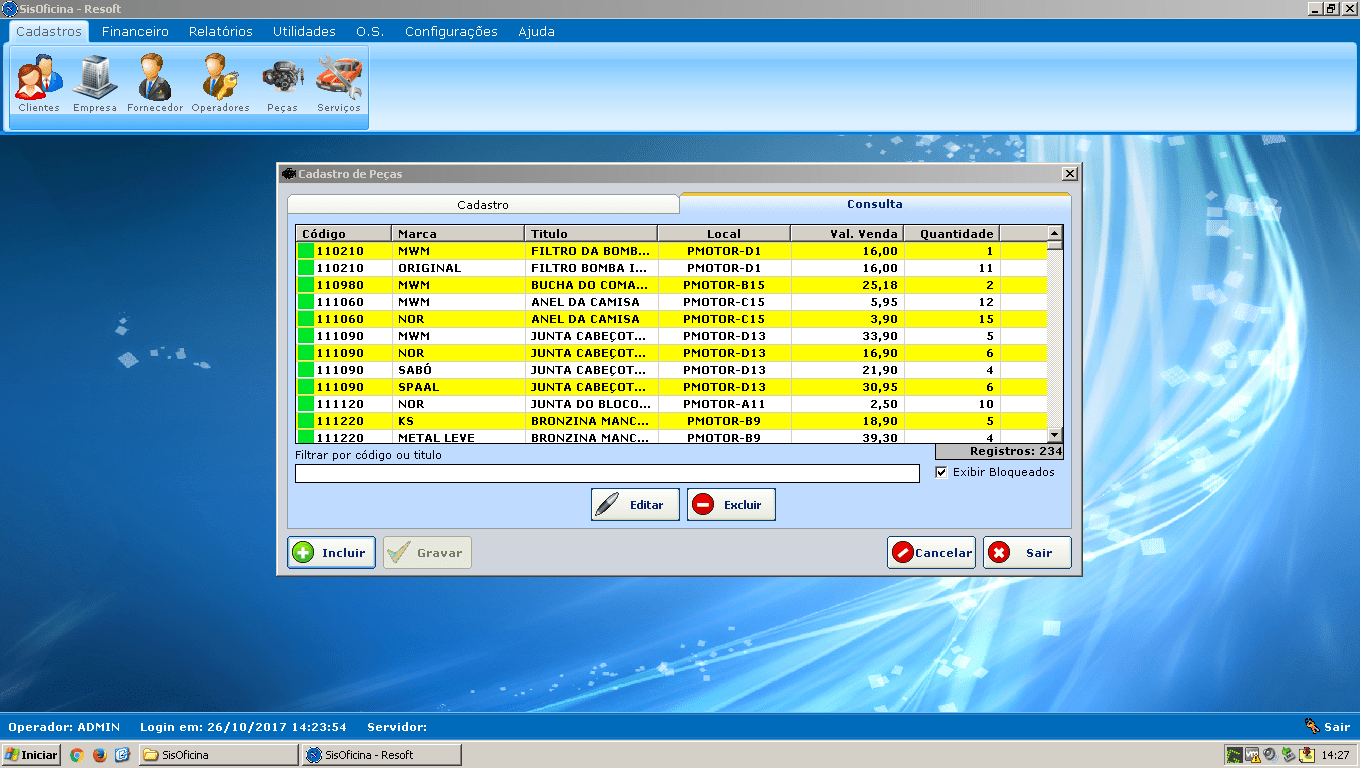 SisOficina - Resoft
Cadastros Financeiro Relatórios Utilidades O.S. Configurações Ajuda
Clientes Empresa Fornecedor Operadores Peças Serviços
Cadastro de Peças
Cadastro Consulta
Código Marca Titulo Local Val. Venda Quantidade
110210 MWM FILTRO DA BOMB... PMOTOR-D1 16,00 1
110210 ORIGINAL FILTRO BOMBA I... PMOTOR-D1 16,00 11
110980 MWM BUCHA DO COMA... PMOTOR-B15 25,18 2
111060 MWM ANEL DA CAMISA PMOTOR-C15 5,95 12
111060 NOR ANEL DA CAMISA PMOTOR-C15 3,90 15
111090 MWM JUNTA CABEÇOT... PMOTOR-D13 33,90 5
111090 NOR JUNTA CABEÇOT... PMOTOR-D13 16,90 6
111090 SABÓ JUNTA CABEÇOT... PMOTOR-D13 21,90 4
111090 SPAAL JUNTA CABEÇOT... PMOTOR-D13 30,95 6
111120 NOR JUNTA DO BLOCO... PMOTOR-A11 2,50 10
111220 KS BRONZINA MANC... PMOTOR-B9 18,90 5
111220 METAL LEVE BRONZINA MANC... PMOTOR-B9 39,30 4
Registros: 234
Filtrar por código ou titulo
Exibir Bloqueados
Editar Excluir
Incluir Gravar Cancelar Sair
Operador: ADMIN Login em: 26/10/2017 14:23:54 Servidor: Sair
Iniciar SisOficina SisOficina - Resoft 14:27